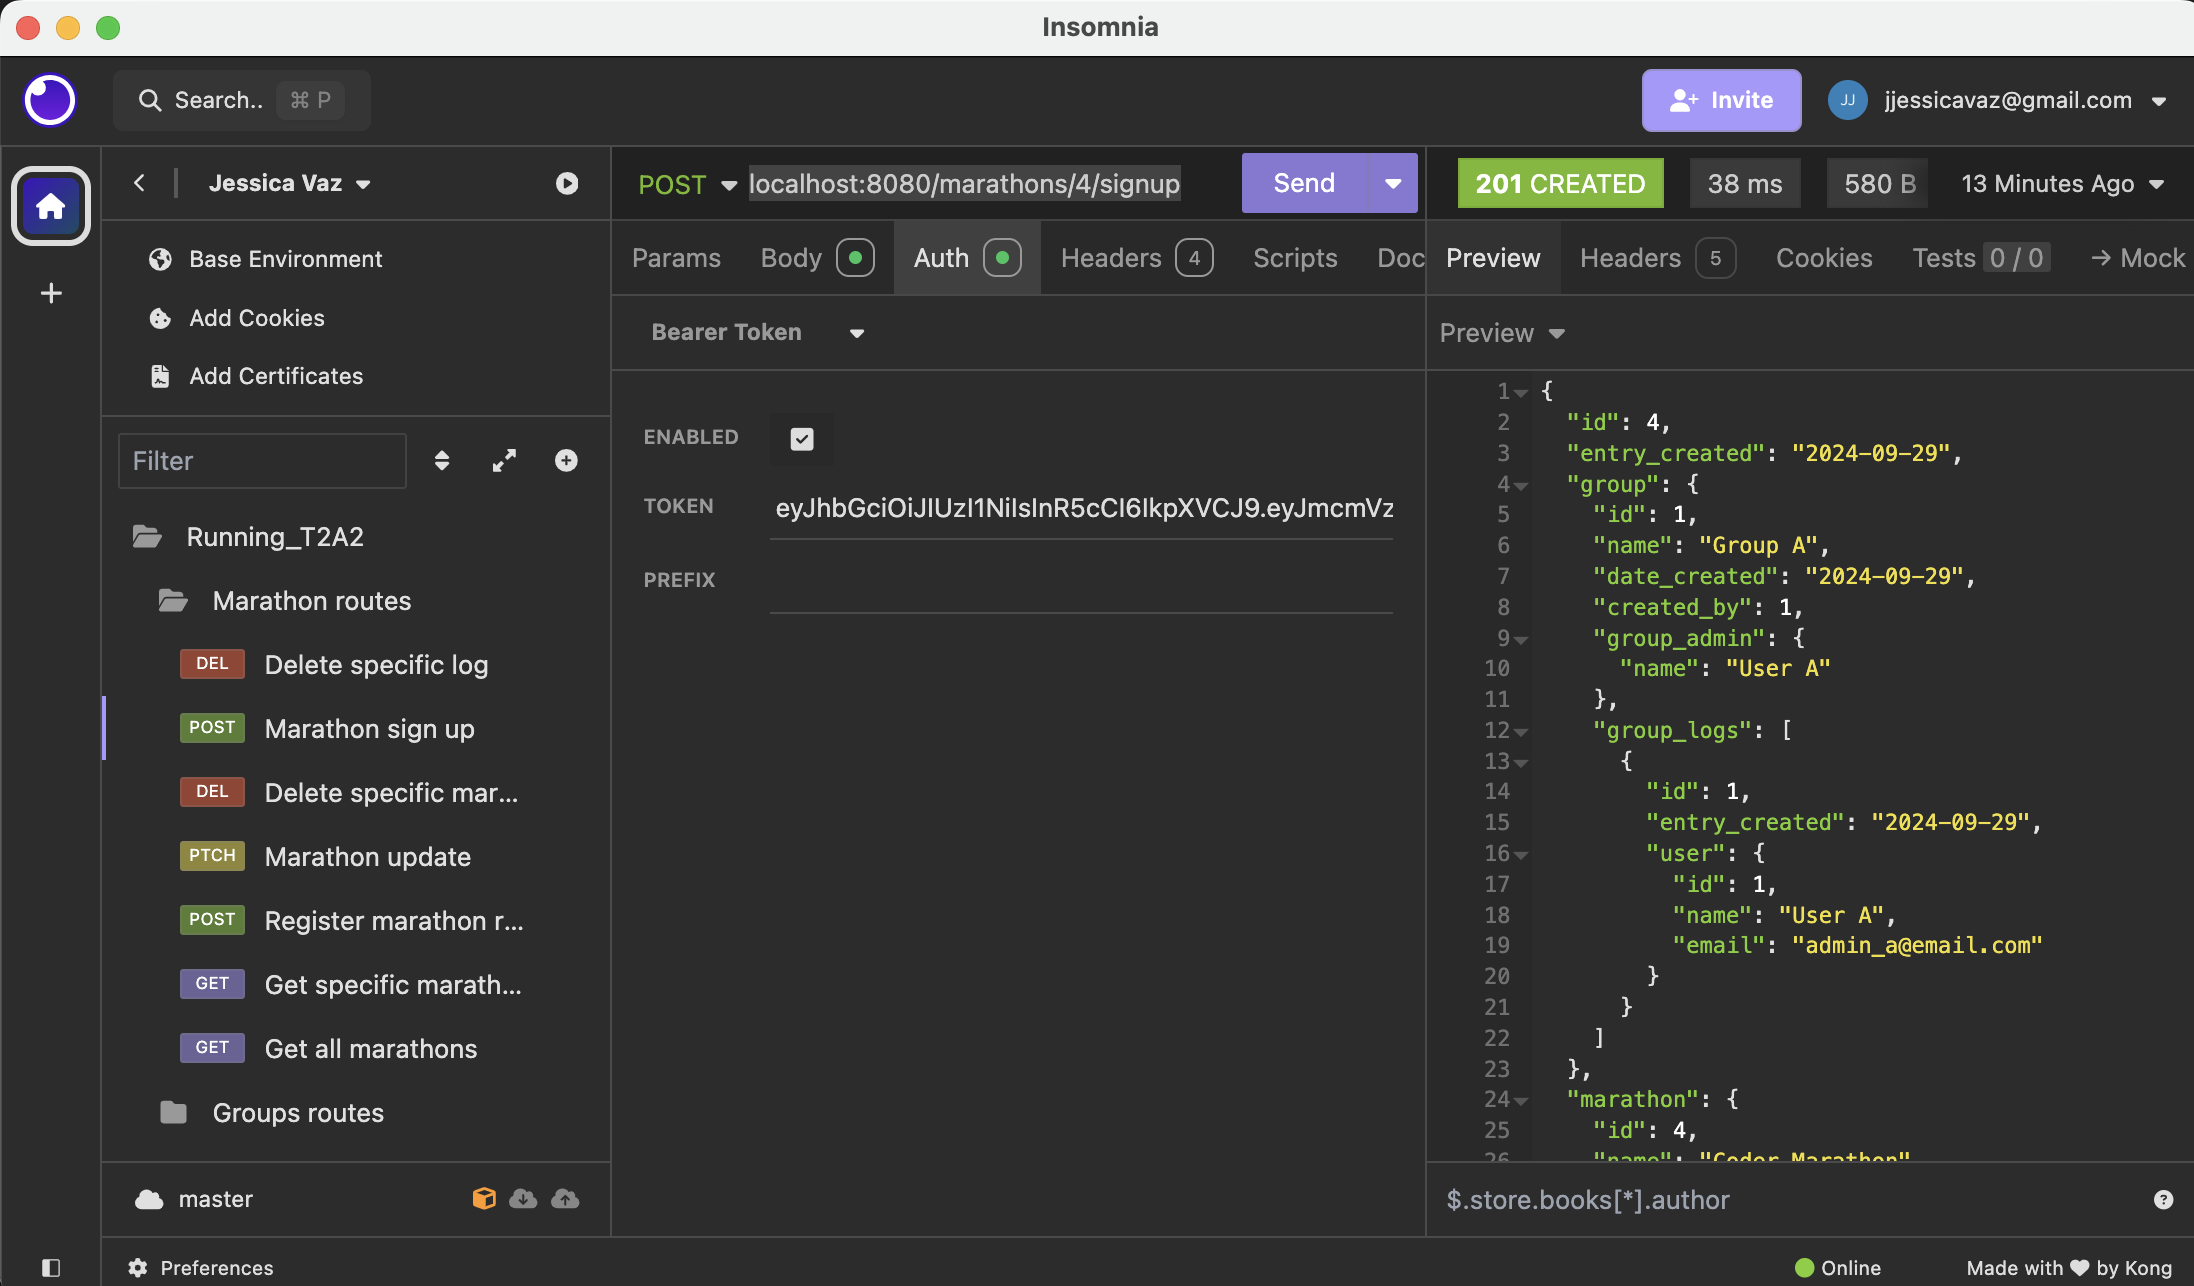 Insomnia
Search.. ⌘ P
Invite
JJ jjessicavaz@gmail.com
Jessica Vaz
Base Environment
Add Cookies
Add Certificates
Filter
Running_T2A2
Marathon routes
DEL Delete specific log
POST Marathon sign up
DEL Delete specific mar...
PTCH Marathon update
POST Register marathon r...
GET Get specific marath...
GET Get all marathons
Groups routes
master
Preferences
POST localhost:8080/marathons/4/signup Send
Params Body Auth Headers 4 Scripts Doc
Bearer Token
ENABLED
TOKEN eyJhbGciOiJIUzI1NiIsInR5cCI6IkpXVCJ9.eyJmcmVz
PREFIX
201 CREATED 38 ms 580 B 13 Minutes Ago
Preview Headers 5 Cookies Tests 0 / 0 → Mock
Preview
1 {
2 "id": 4,
3 "entry_created": "2024-09-29",
4 "group": {
5 "id": 1,
6 "name": "Group A",
7 "date_created": "2024-09-29",
8 "created_by": 1,
9 "group_admin": {
10 "name": "User A"
11 },
12 "group_logs": [
13 {
14 "id": 1,
15 "entry_created": "2024-09-29",
16 "user": {
17 "id": 1,
18 "name": "User A",
19 "email": "admin_a@email.com"
20 }
21 }
22 ]
23 },
24 "marathon": {
25 "id": 4,
26 "name": "Coder Marathon"
$.store.books[*].author
Online
Made with ♥ by Kong